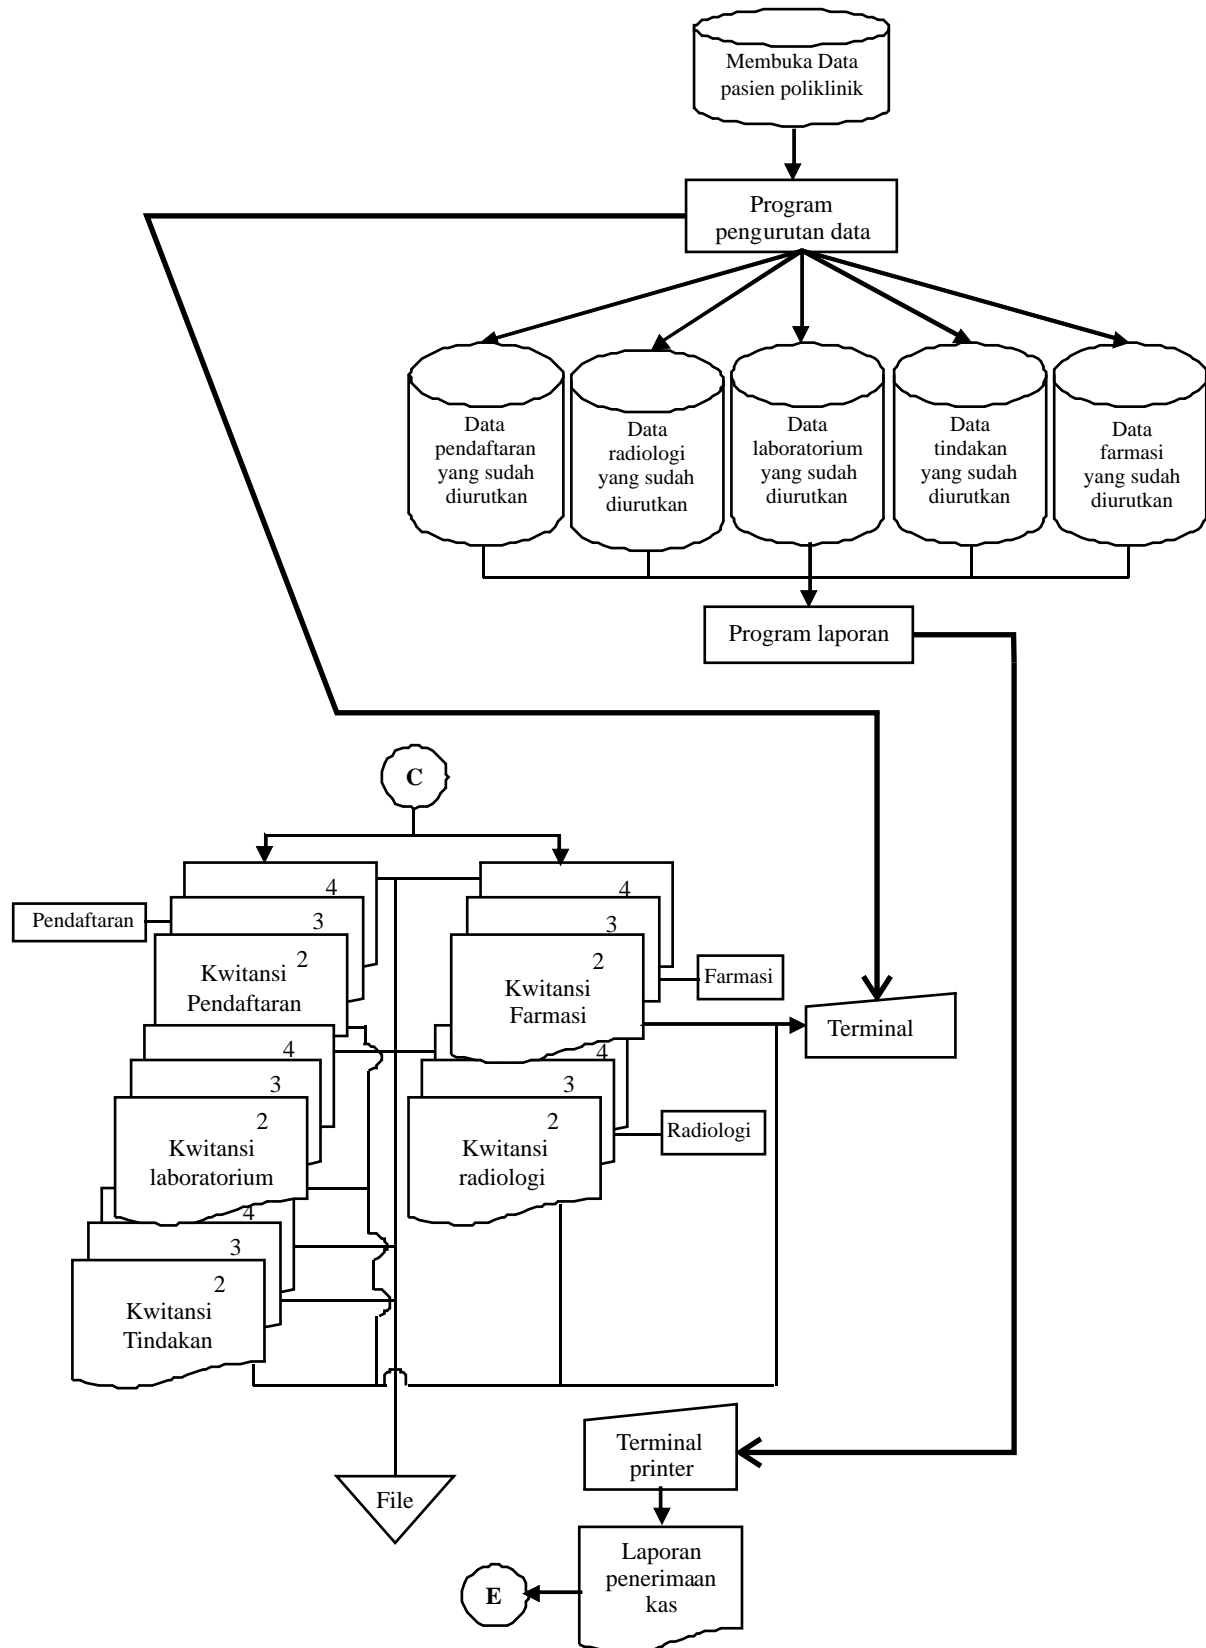 Membuka Data
pasien poliklinik
Program
pengurutan data
Data
pendaftaran
yang sudah
diurutkan
Data
radiologi
yang sudah
diurutkan
Data
laboratorium
yang sudah
diurutkan
Data
tindakan
yang sudah
diurutkan
Data
farmasi
yang sudah
diurutkan
Program laporan
C
4
3
2
Kwitansi
Pendaftaran
Pendaftaran
4
3
2
Kwitansi
Farmasi
Farmasi
Terminal
4
3
2
Kwitansi
laboratorium
4
3
2
Kwitansi
radiologi
Radiologi
4
3
2
Kwitansi
Tindakan
Terminal
printer
File
Laporan
penerimaan
kas
E